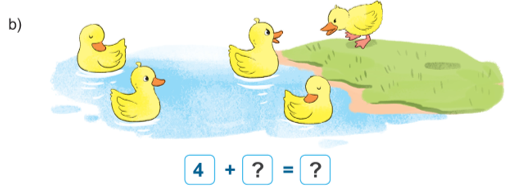 b)
4 + ? = ?